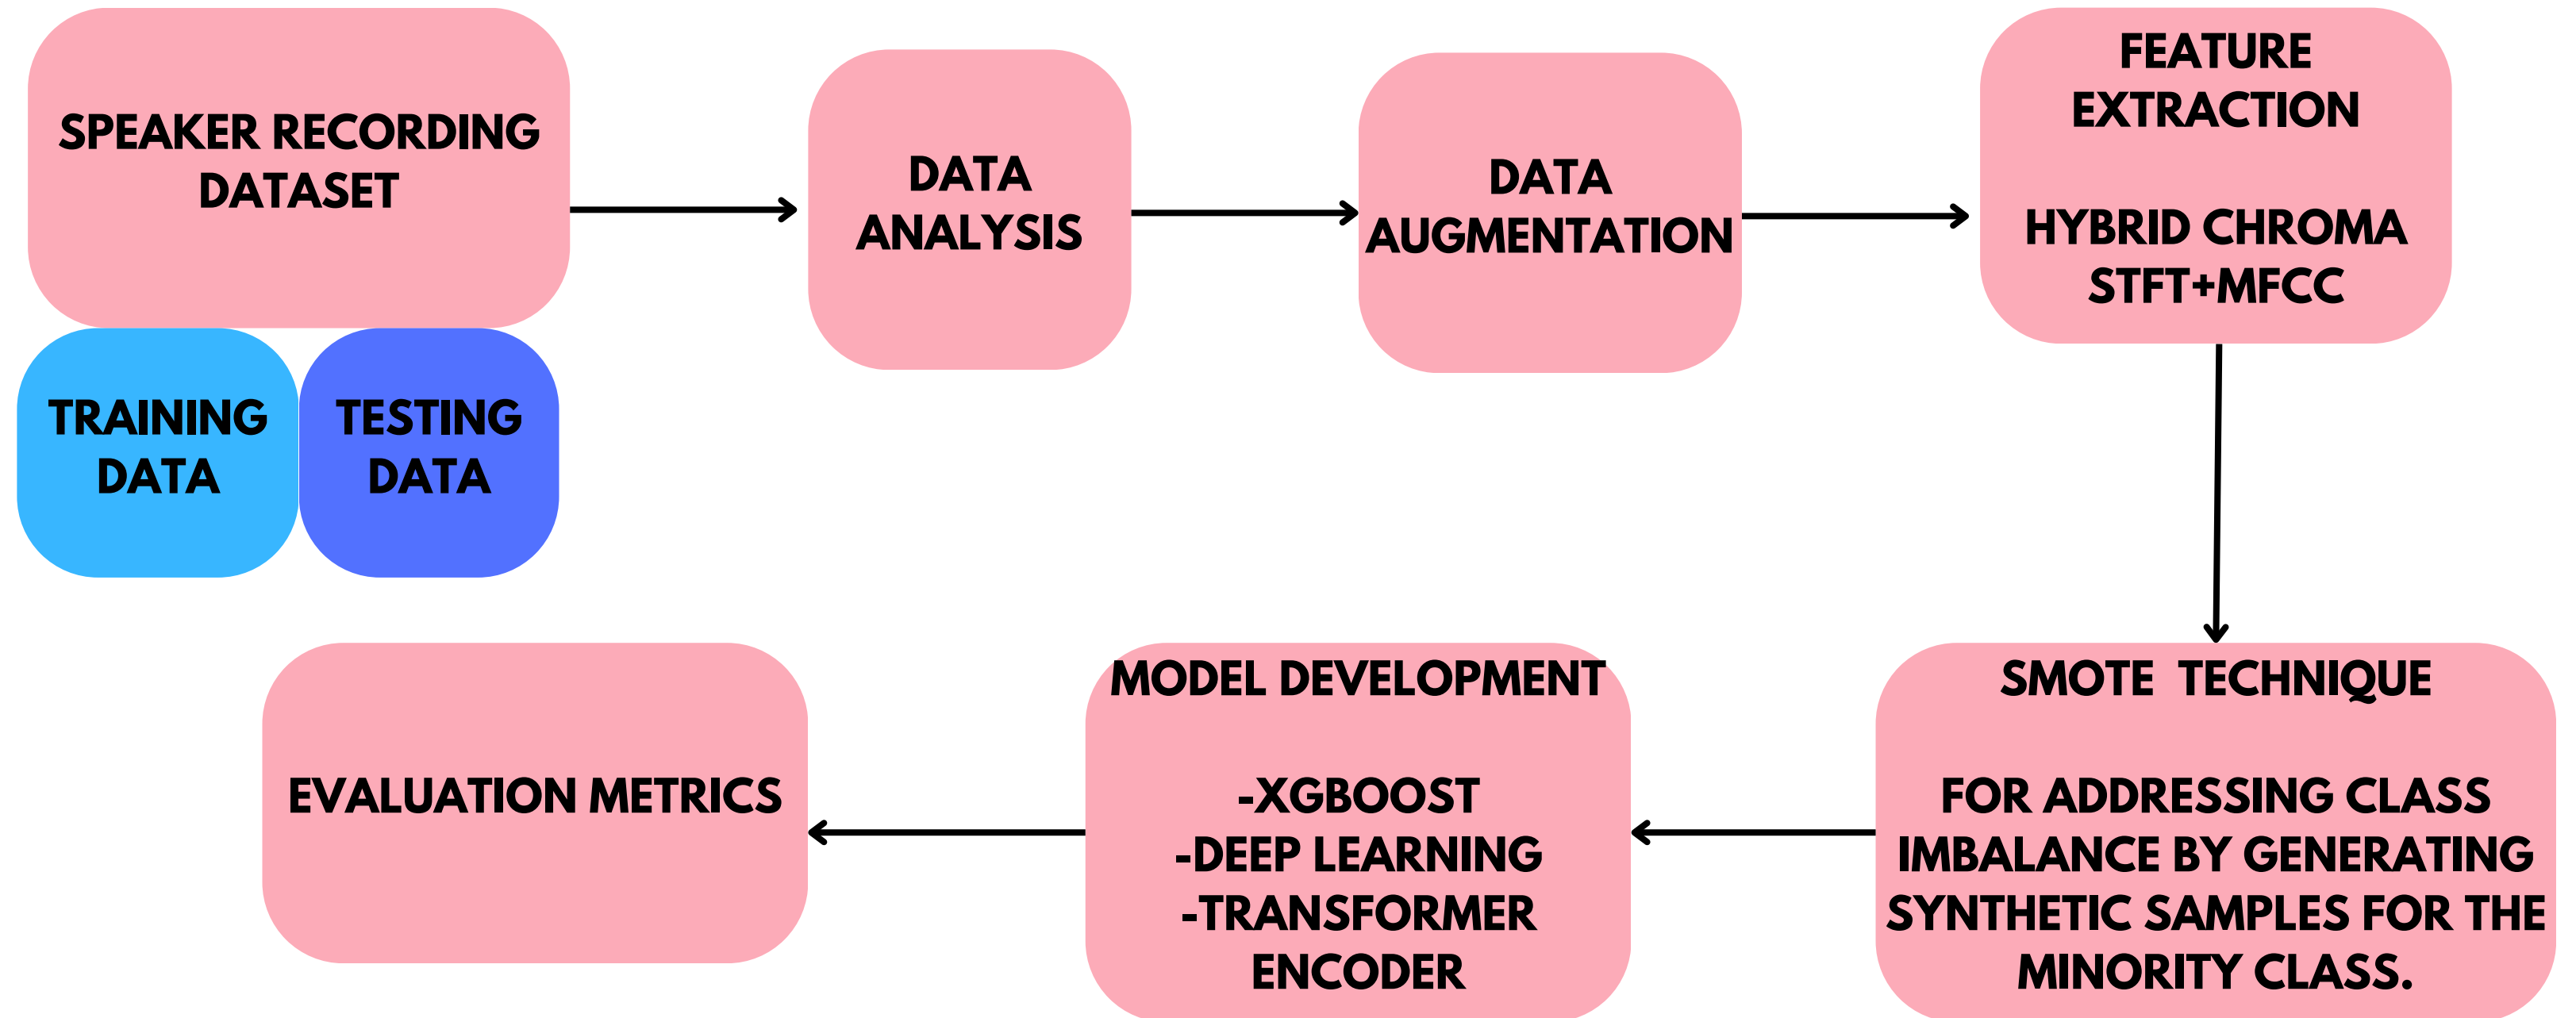 SPEAKER RECORDING
DATASET
TRAINING
DATA
TESTING
DATA
DATA
ANALYSIS
DATA
AUGMENTATION
FEATURE
EXTRACTION
HYBRID CHROMA
STFT+MFCC
SMOTE TECHNIQUE
FOR ADDRESSING CLASS
IMBALANCE BY GENERATING
SYNTHETIC SAMPLES FOR THE
MINORITY CLASS.
MODEL DEVELOPMENT
-XGBOOST
-DEEP LEARNING
-TRANSFORMER
ENCODER
EVALUATION METRICS